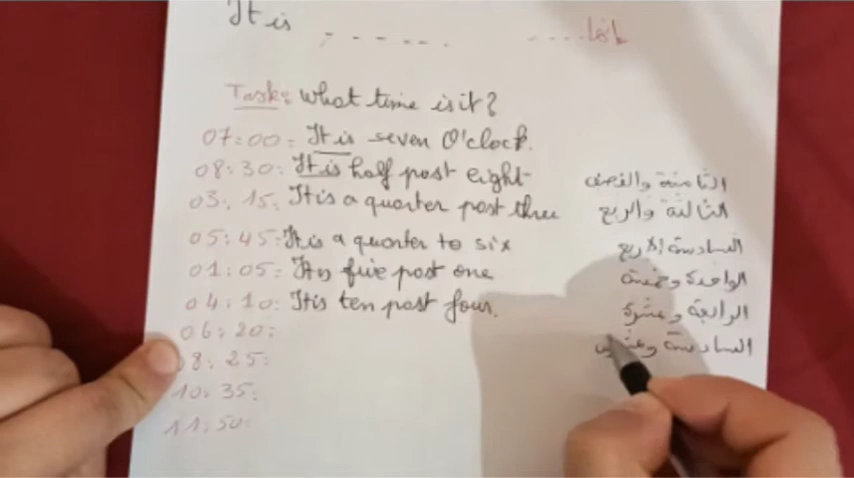 It is - - - - - . . . . . إلا
Task: What time is it?
07:00: It is seven O'clock.
08:30: It is half past eight الثامنة والنصف
03:15: It is a quarter past three الثالثة والربع
05:45: It is a quarter to six السادسة إلا ربع
01:05: It is five past one الواحدة وخمسة
04:10: It is ten past four. الرابعة وعشرة
06:20: السادسة وعشرين
08:25:
10:35:
11:50: